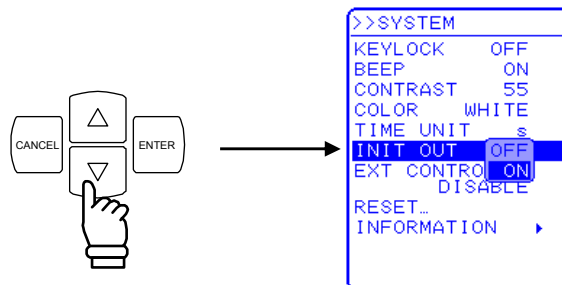 CANCEL
ENTER
>>SYSTEM
KEYLOCK OFF
BEEP ON
CONTRAST 55
COLOR WHITE
TIME UNIT s
INIT OUT OFF
EXT CONTRO ON
DISABLE
RESET…
INFORMATION